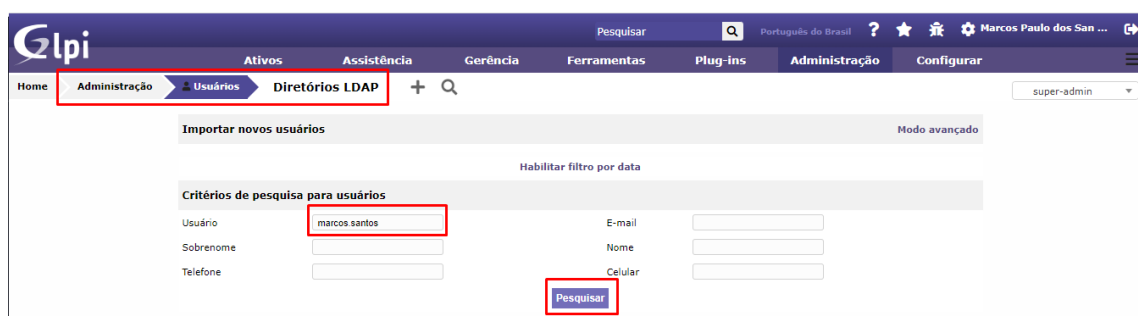 Glpi
Pesquisar Português do Brasil ? Marcos Paulo dos San ...
Ativos Assistência Gerência Ferramentas Plug-ins Administração Configurar
Home Administração Usuários Diretórios LDAP + super-admin
Importar novos usuários Modo avançado
Habilitar filtro por data
Critérios de pesquisa para usuários
Usuário marcos.santos E-mail
Sobrenome Nome
Telefone Celular
Pesquisar